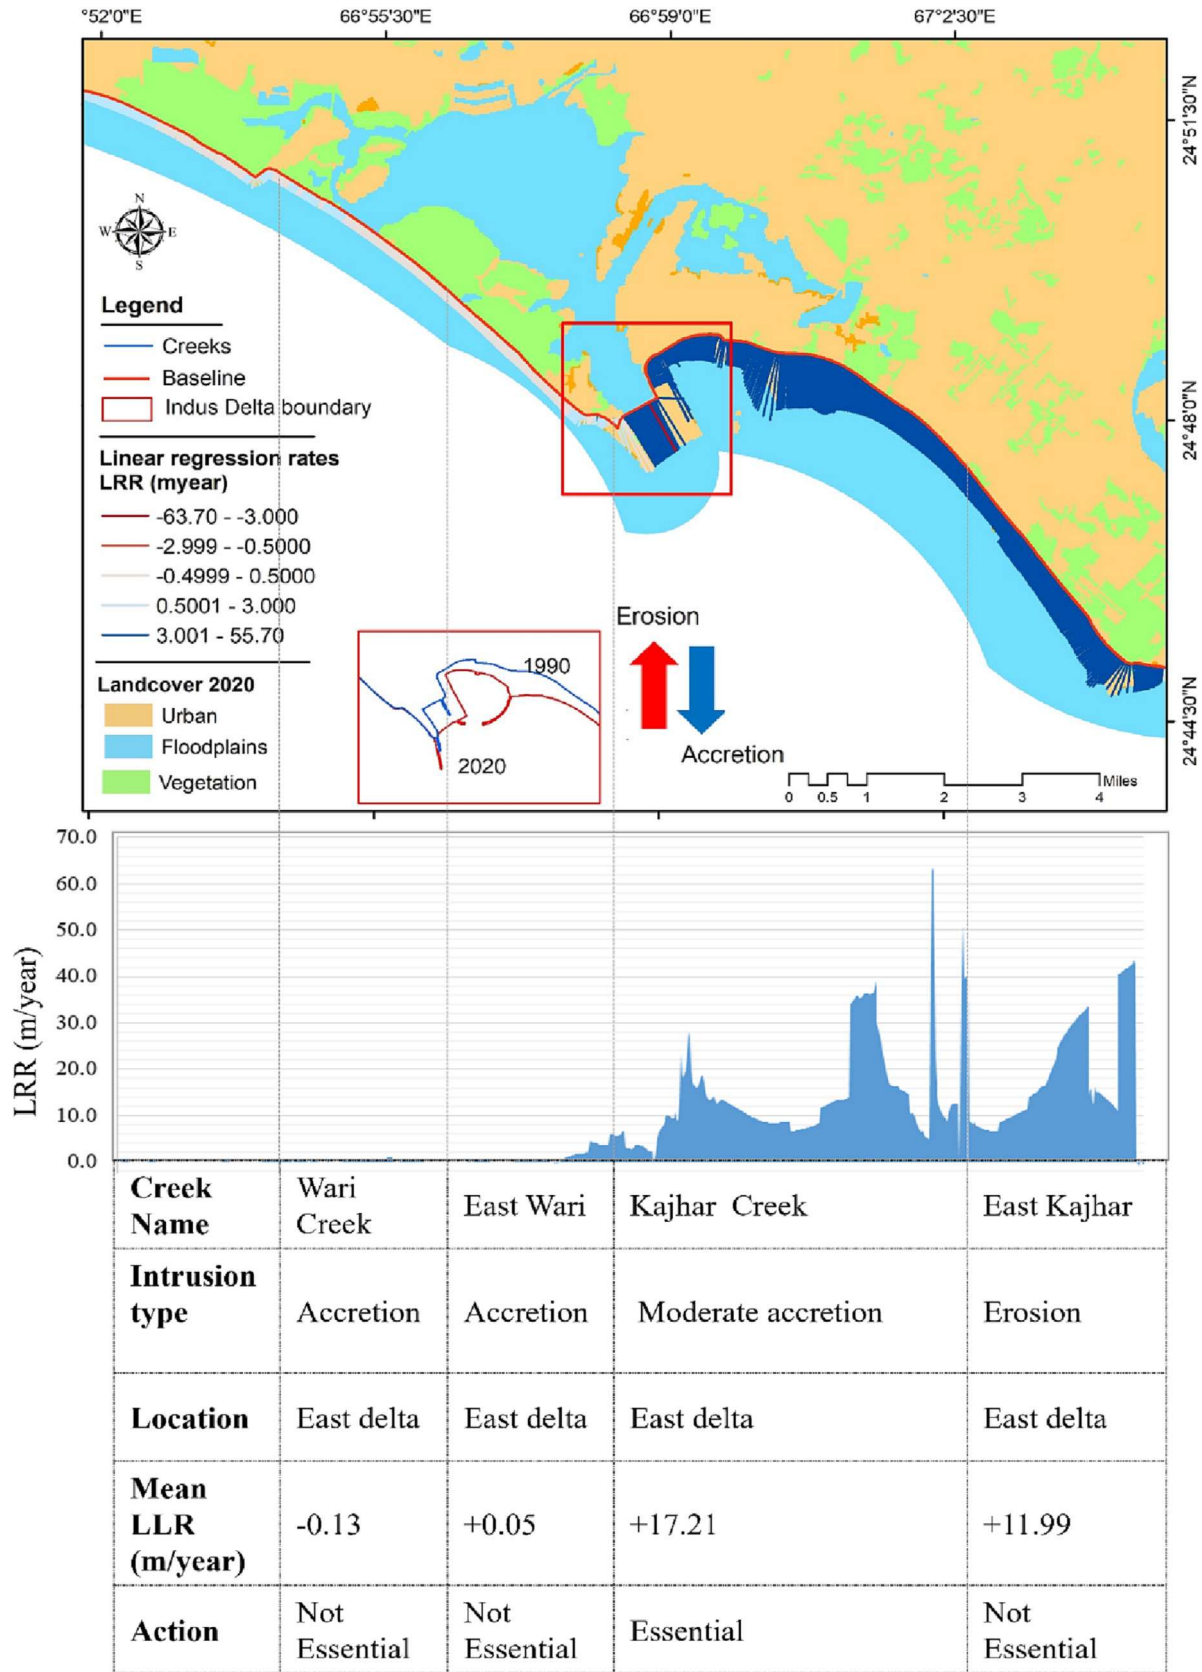 °52'0"E 66°55'30"E 66°59'0"E 67°2'30"E
24°51'30"N
24°48'0"N
24°44'30"N
N
W E
S
Legend
Creeks
Baseline
Indus Delta boundary
Linear regression rates
LRR (myear)
-63.70 - -3.000
-2.999 - -0.5000
-0.4999 - 0.5000
0.5001 - 3.000
3.001 - 55.70
Landcover 2020
Urban
Floodplains
Vegetation
1990
2020
Erosion
Accretion
Miles
0 0.5 1 2 3 4
LRR (m/year)
70.0
60.0
50.0
40.0
30.0
20.0
10.0
0.0
Creek Wari East Wari Kajhar Creek East Kajhar
Name Creek
Intrusion
type Accretion Accretion Moderate accretion Erosion
Location East delta East delta East delta East delta
Mean
LLR -0.13 +0.05 +17.21 +11.99
(m/year)
Action Not Not Essential Not
Essential Essential Essential